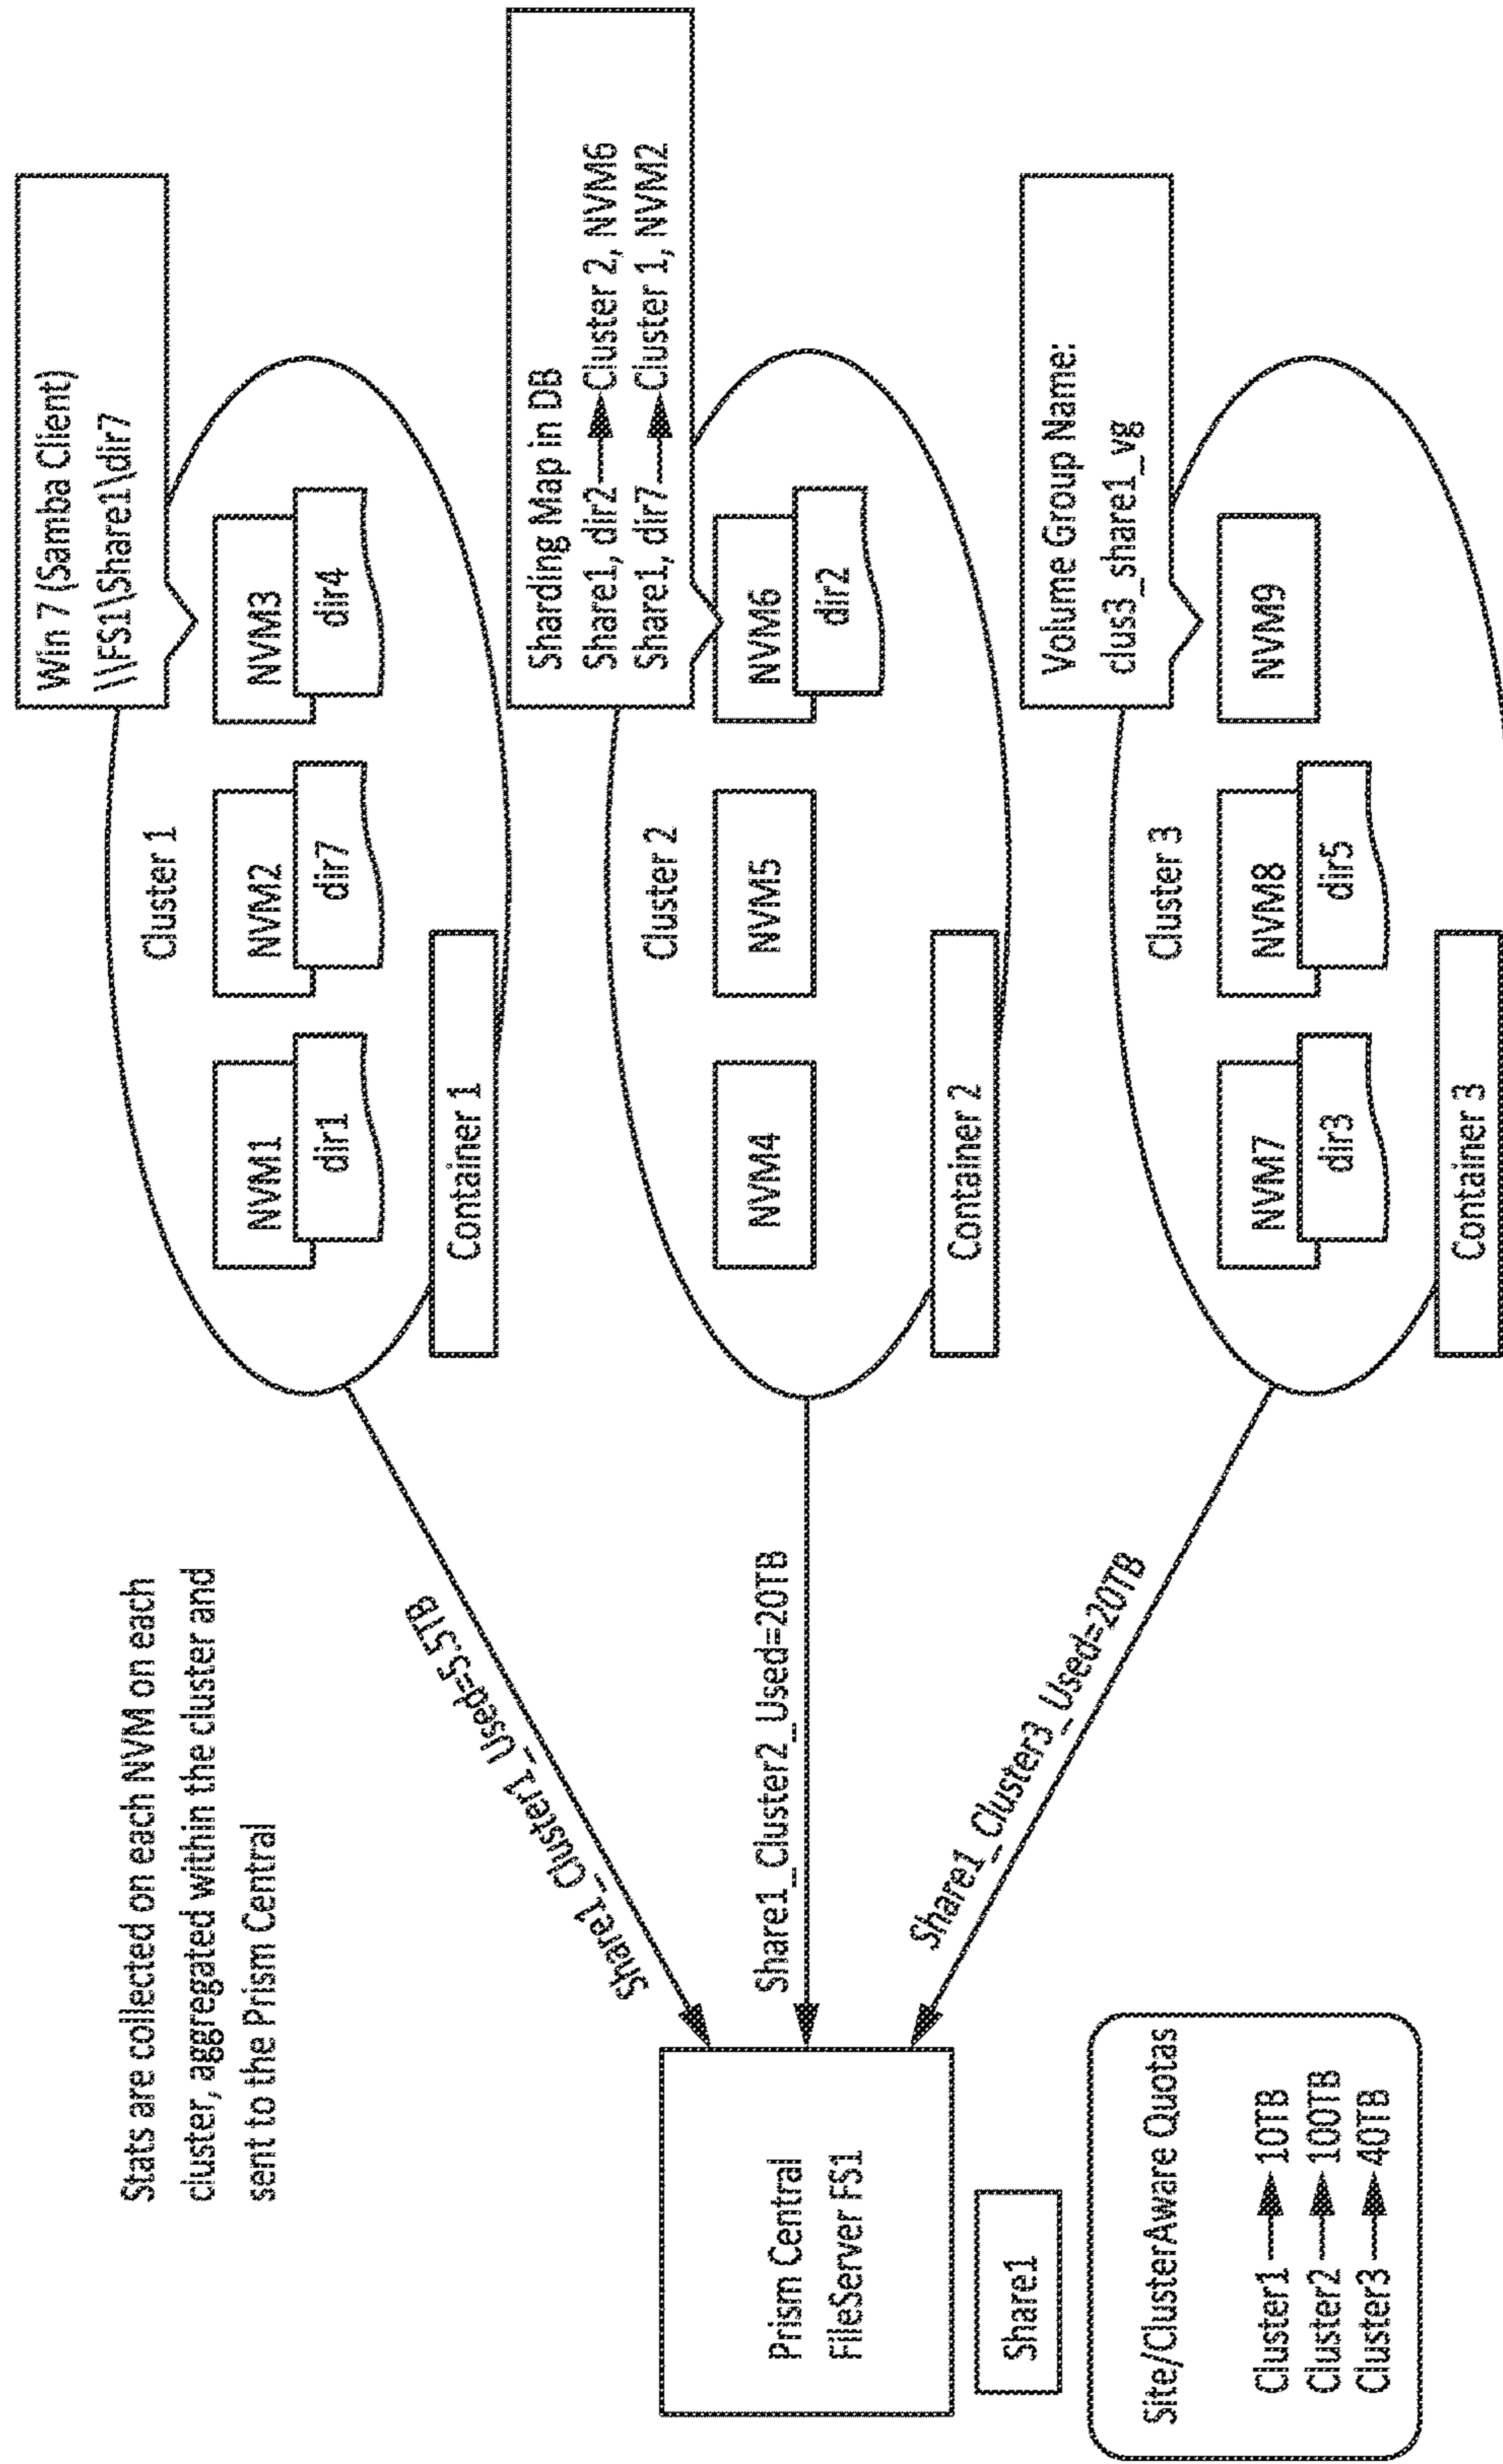 Stats are collected on each NVM on each
cluster, aggregated within the cluster and
sent to the Prism Central
Win 7 (Samba Client)
\\FS1\Share1\dir7
Cluster 1
NVM1
NVM2
NVM3
dir1
dir7
dir4
Container 1
Share1_Cluster1_Used=5.5TB
Sharding Map in DB
Share1, dir2 Cluster 2, NVM6
Share1, dir7 Cluster 1, NVM2
Cluster 2
NVM4
NVM5
NVM6
dir2
Container 2
Share1_Cluster2_Used=20TB
Prism Central
FileServer FS1
Share1
Volume Group Name:
clus3_share1_vg
Cluster 3
NVM7
NVM8
NVM9
dir3
dir5
Container 3
Share1_Cluster3_Used=20TB
Site/ClusterAware Quotas
Cluster1 10TB
Cluster2 100TB
Cluster3 40TB